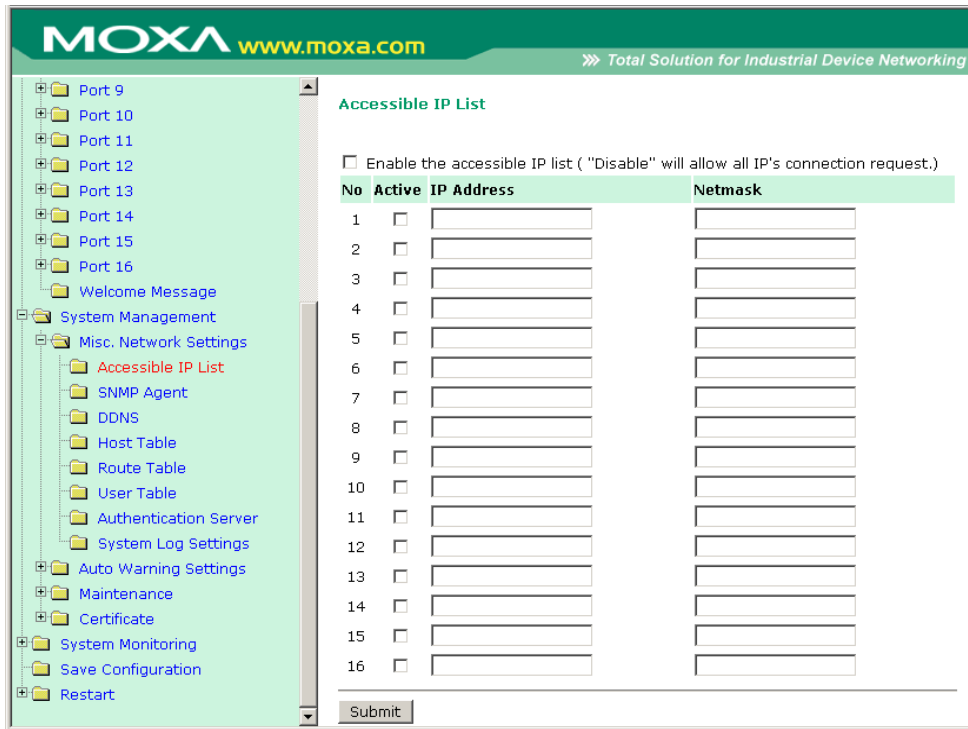 MOXA www.moxa.com
Total Solution for Industrial Device Networking
Port 9
Port 10
Port 11
Port 12
Port 13
Port 14
Port 15
Port 16
Welcome Message
System Management
Misc. Network Settings
Accessible IP List
SNMP Agent
DDNS
Host Table
Route Table
User Table
Authentication Server
System Log Settings
Auto Warning Settings
Maintenance
Certificate
System Monitoring
Save Configuration
Restart
Accessible IP List
Enable the accessible IP list ( "Disable" will allow all IP's connection request.)
No Active IP Address Netmask
1
2
3
4
5
6
7
8
9
10
11
12
13
14
15
16
Submit